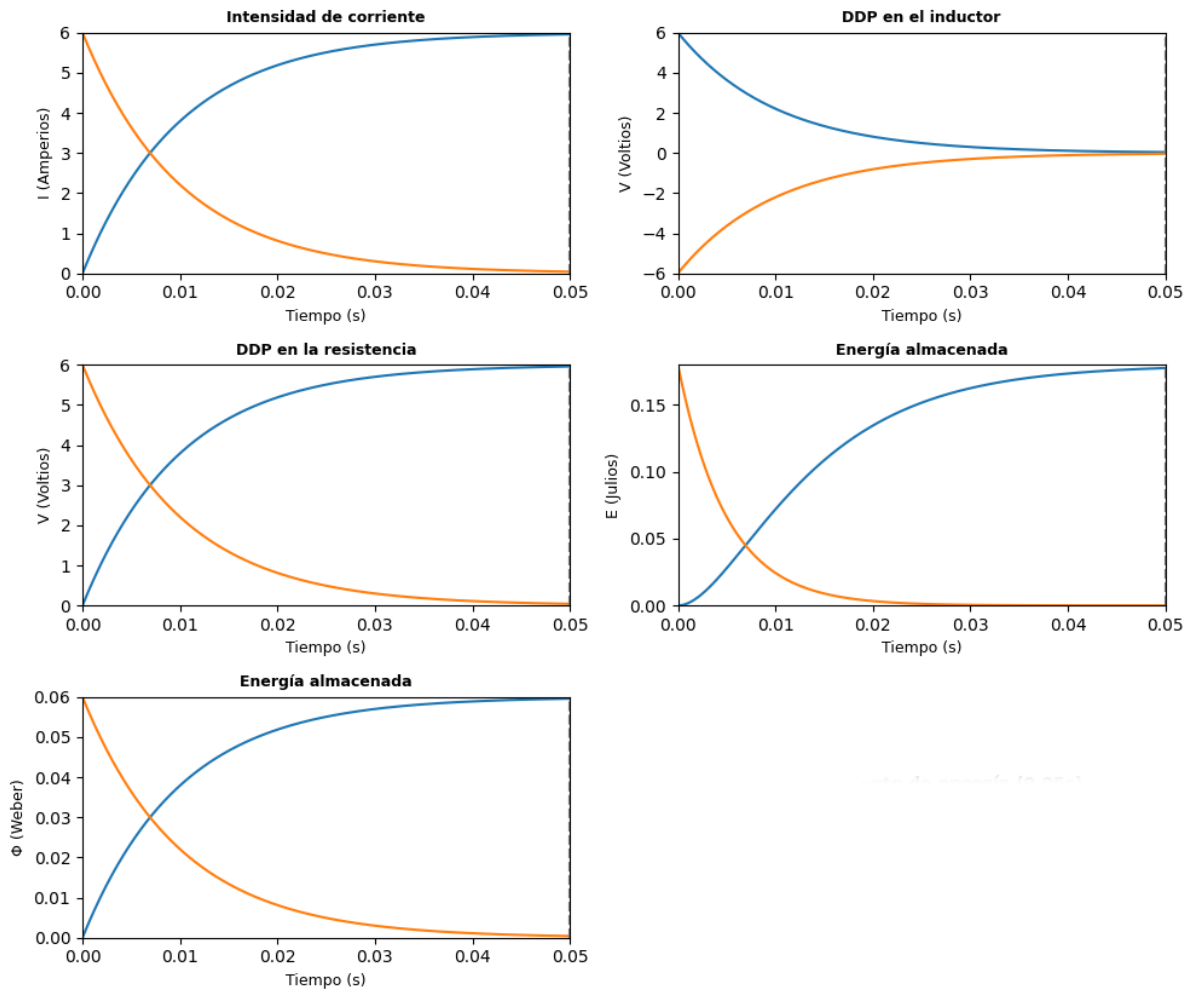 Intensidad de corriente
I (Amperios)
6
5
4
3
2
1
0
0.00 0.01 0.02 0.03 0.04 0.05
Tiempo (s)
DDP en el inductor
V (Voltios)
6
4
2
0
−2
−4
−6
0.00 0.01 0.02 0.03 0.04 0.05
Tiempo (s)
DDP en la resistencia
V (Voltios)
6
5
4
3
2
1
0
0.00 0.01 0.02 0.03 0.04 0.05
Tiempo (s)
Energía almacenada
E (Julios)
0.15
0.10
0.05
0.00
0.00 0.01 0.02 0.03 0.04 0.05
Tiempo (s)
Energía almacenada
Φ (Weber)
0.06
0.05
0.04
0.03
0.02
0.01
0.00
0.00 0.01 0.02 0.03 0.04 0.05
Tiempo (s)
de energía